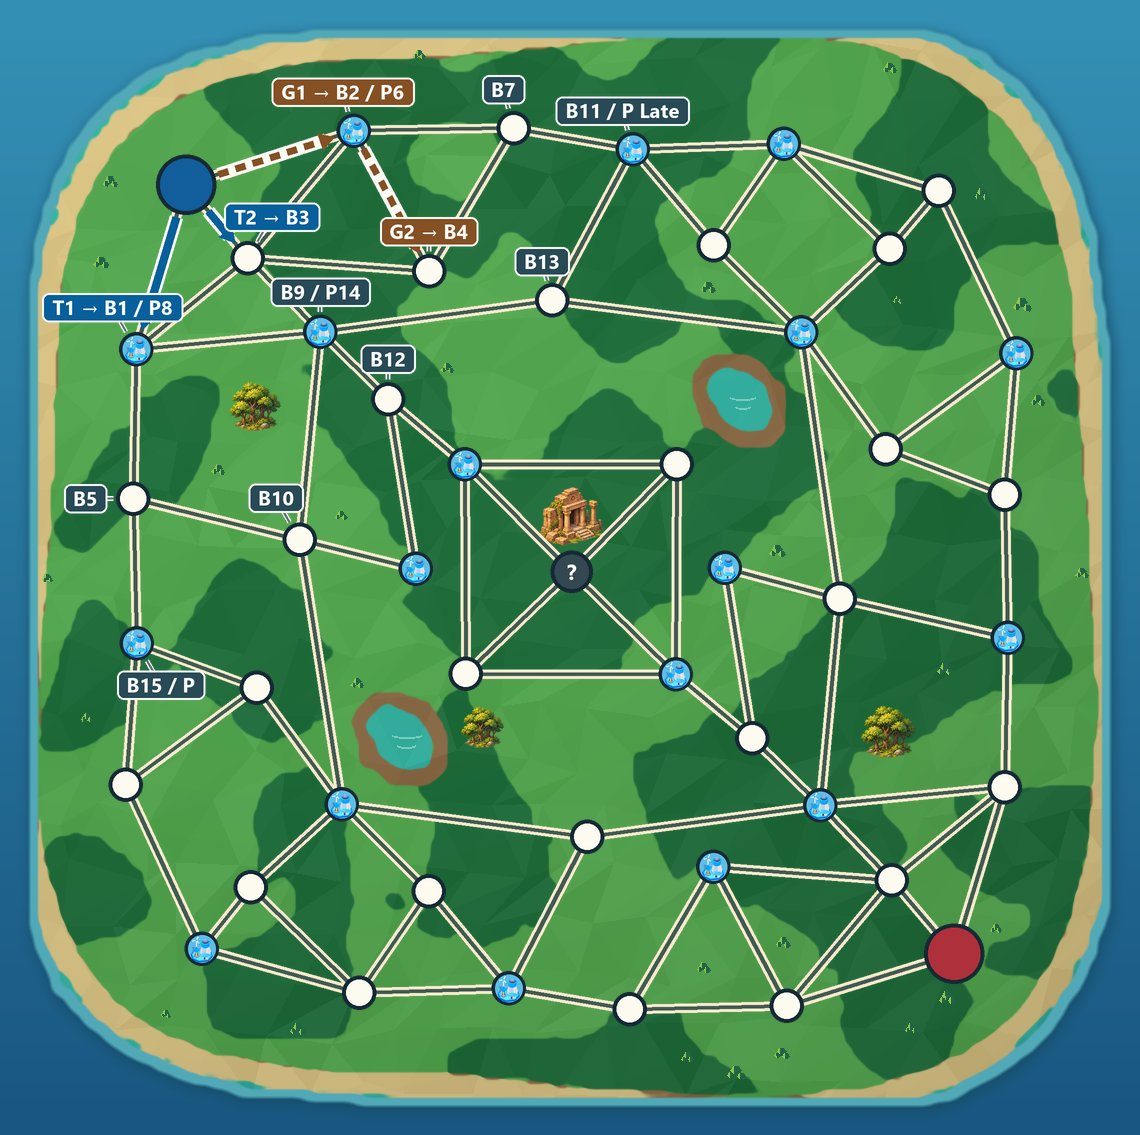 G1 → B2 / P6
B7
B11 / P Late
T2 → B3
G2 → B4
B13
T1 → B1 / P8
B9 / P14
B12
B5
B10
?
B15 / P